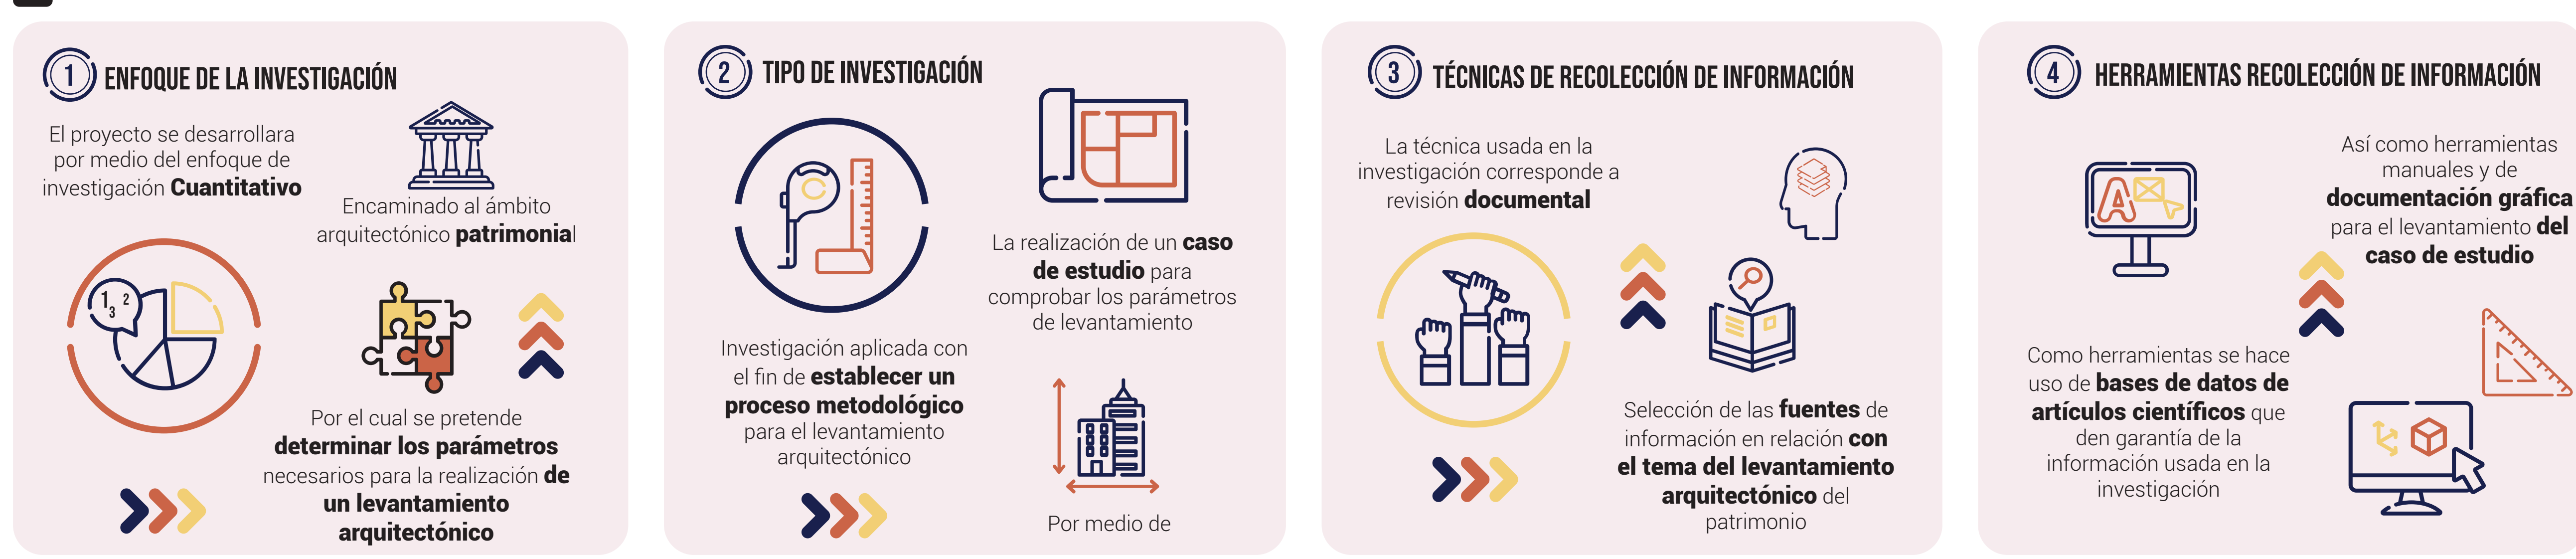 1 ENFOQUE DE LA INVESTIGACIÓN
El proyecto se desarrollara
por medio del enfoque de
investigación Cuantitativo
Encaminado al ámbito
arquitectónico patrimonial
1 2
3
Por el cual se pretende
determinar los parámetros
necesarios para la realización de
un levantamiento
arquitectónico
2 TIPO DE INVESTIGACIÓN
Investigación aplicada con
el fin de establecer un
proceso metodológico
para el levantamiento
arquitectónico
La realización de un caso
de estudio para
comprobar los parámetros
de levantamiento
Por medio de
3 TÉCNICAS DE RECOLECCIÓN DE INFORMACIÓN
La técnica usada en la
investigación corresponde a
revisión documental
Selección de las fuentes de
información en relación con
el tema del levantamiento
arquitectónico del
patrimonio
4 HERRAMIENTAS RECOLECCIÓN DE INFORMACIÓN
A
Como herramientas se hace
uso de bases de datos de
artículos científicos que
den garantía de la
información usada en la
investigación
Así como herramientas
manuales y de
documentación gráfica
para el levantamiento del
caso de estudio